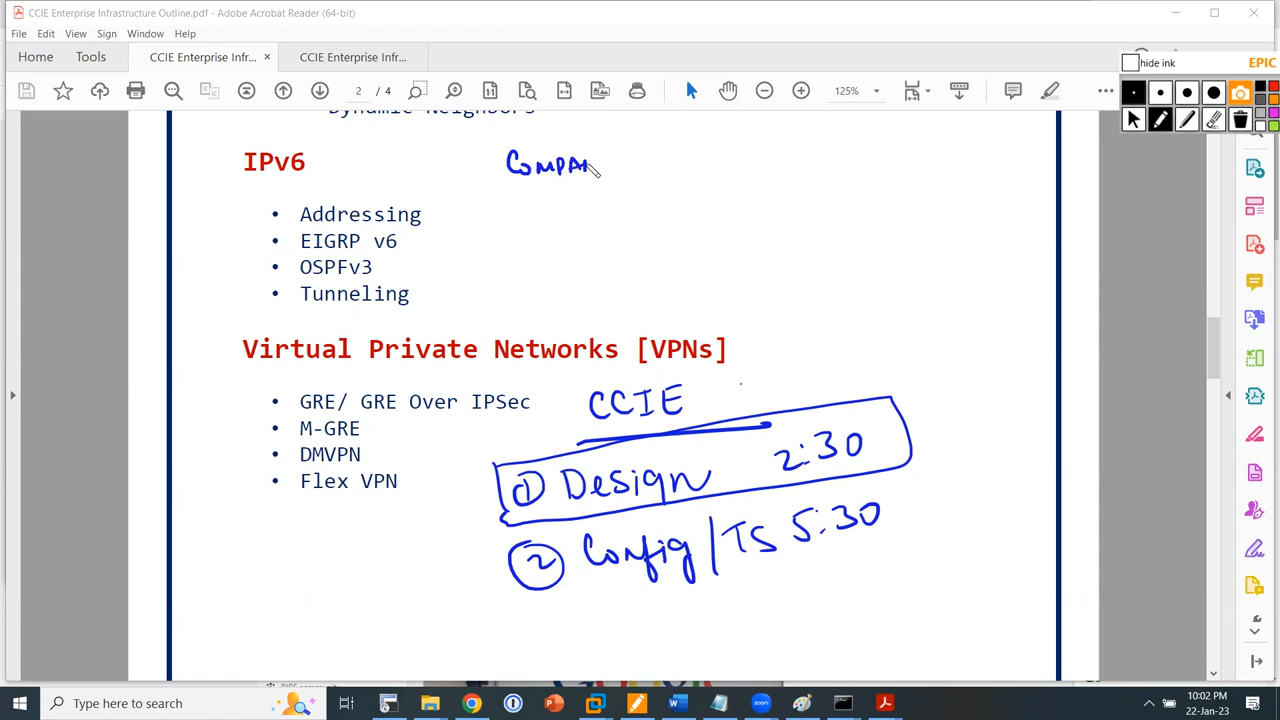 CCIE Enterprise Infrastructure Outline.pdf - Adobe Acrobat Reader (64-bit)
File Edit View Sign Window Help
Home Tools CCIE Enterprise Infr... × CCIE Enterprise Infr...
hide ink EPIC
2 / 4 125%
Dynamic Neighbors
IPv6 COMPA
• Addressing
• EIGRP v6
• OSPFv3
• Tunneling
Virtual Private Networks [VPNs]
• GRE/ GRE Over IPSec
• M-GRE
• DMVPN
• Flex VPN
CCIE
① Design 2:30
② Config | TS 5:30
Type here to search
10:02 PM
22-Jan-23